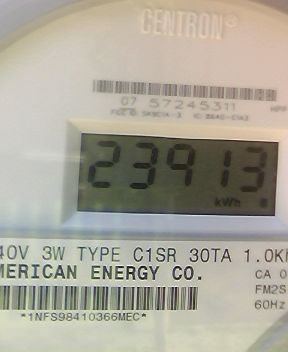 CENTRON®
07 57245311
23913
kWh
40V 3W TYPE C1SR 30TA 1.0K
MERICAN ENERGY CO.
CA 0
FM2S
60Hz
*1NFS98410366MEC*